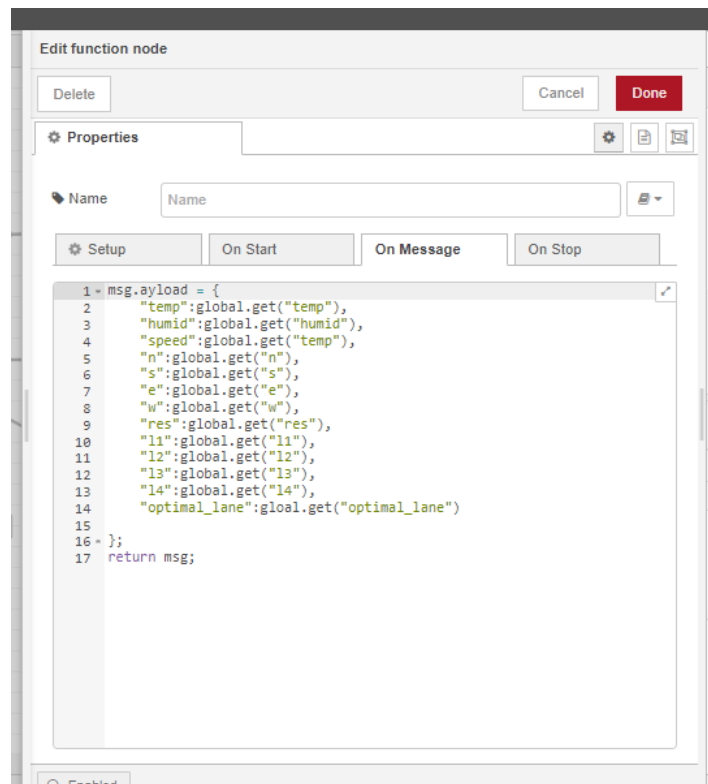 Edit function node
Delete
Cancel
Done
Properties
Name
Name
Setup
On Start
On Message
On Stop
1 msg.ayload = {
2 "temp":global.get("temp"),
3 "humid":global.get("humid"),
4 "speed":global.get("temp"),
5 "n":global.get("n"),
6 "s":global.get("s"),
7 "e":global.get("e"),
8 "w":global.get("w"),
9 "res":global.get("res"),
10 "l1":global.get("l1"),
11 "l2":global.get("l2"),
12 "l3":global.get("l3"),
13 "l4":global.get("l4"),
14 "optimal_lane":gloal.get("optimal_lane")
15
16 };
17 return msg;
Enabled